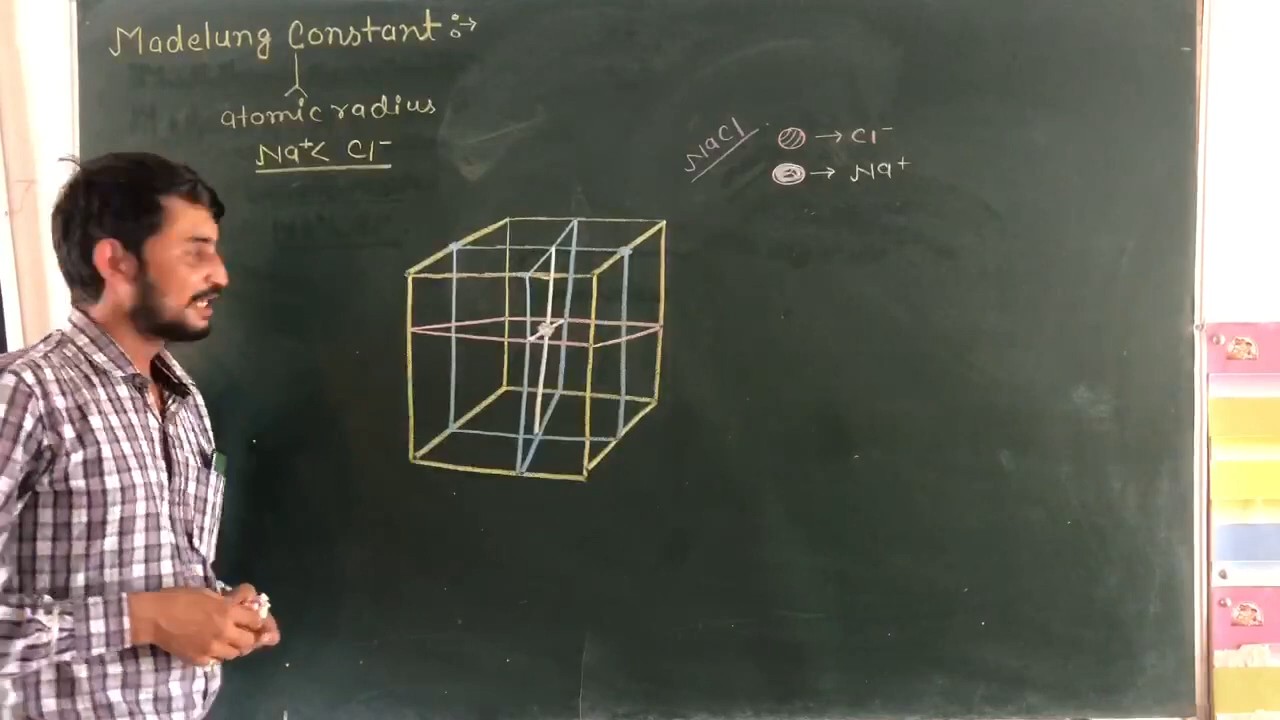 Madelung Constant :→
atomic radius
Na⁺< Cl⁻
NaCl
→ Cl⁻
→ Na⁺